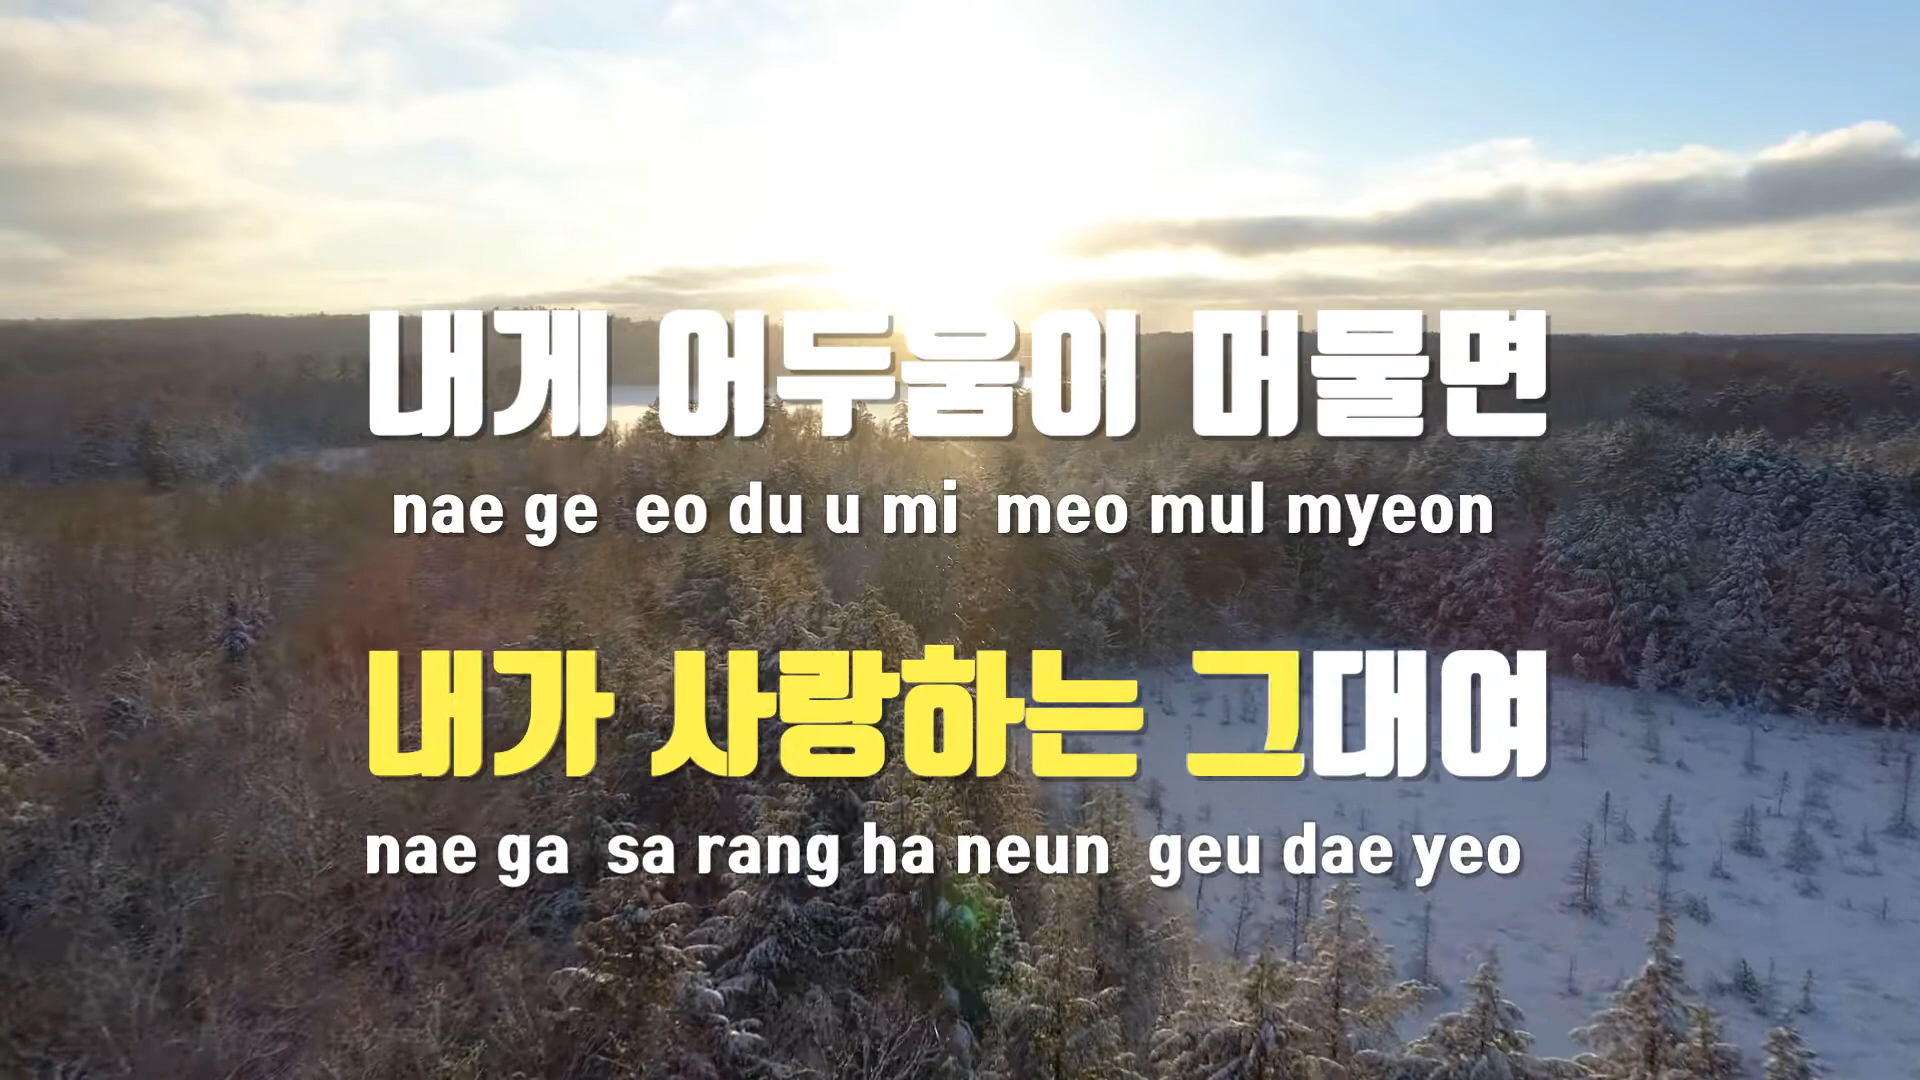 내게 어두움이 머물면
nae ge eo du u mi meo mul myeon
내가 사랑하는 그대여
nae ga sa rang ha neun geu dae yeo